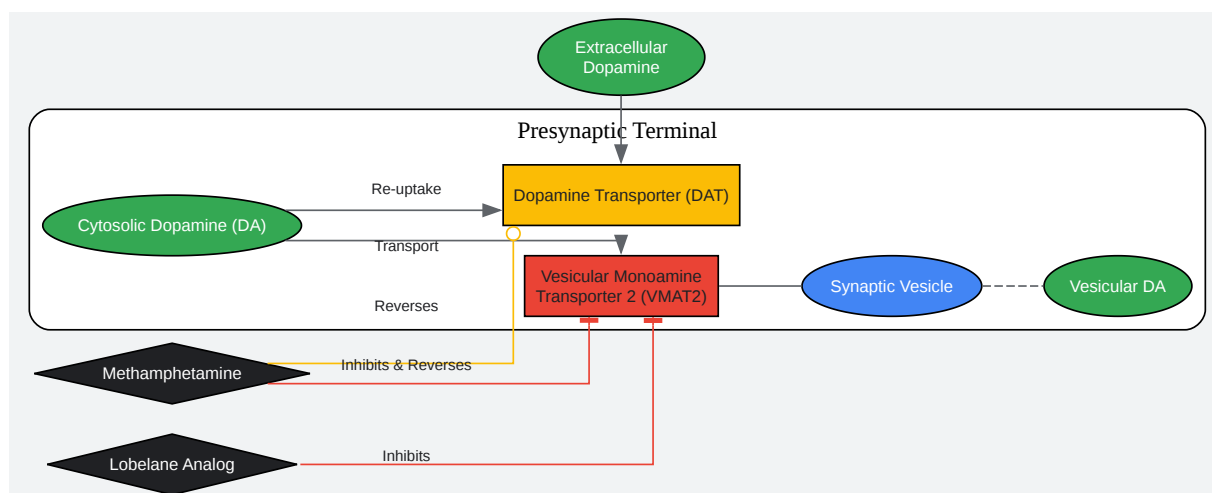 Extracellular
Dopamine
Presynaptic Terminal
Re-uptake
Dopamine Transporter (DAT)
Cytosolic Dopamine (DA)
Transport
Vesicular Monoamine
Transporter 2 (VMAT2)
Synaptic Vesicle
Vesicular DA
Reverses
Inhibits & Reverses
Methamphetamine
Inhibits
Lobelane Analog